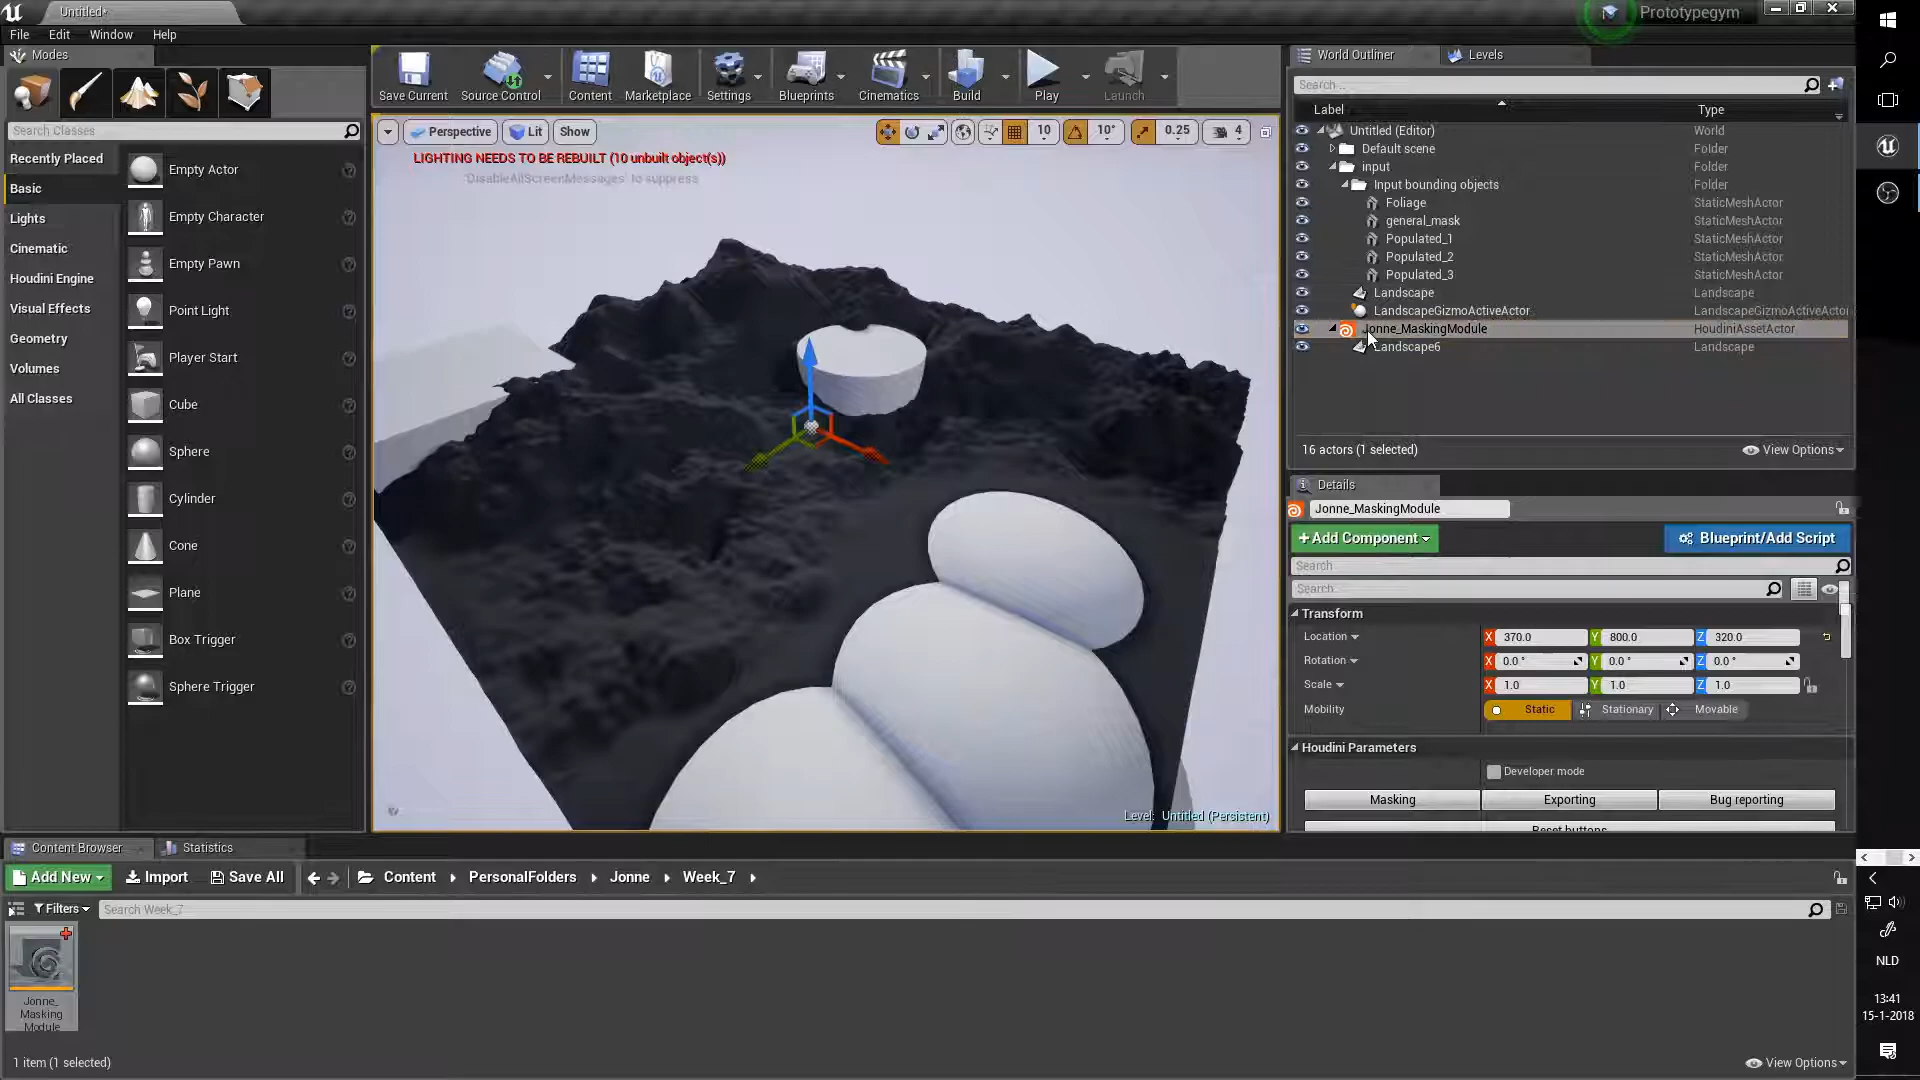 Untitled*
Prototypegym
File Edit Window Help
Modes
Search Classes
Recently Placed
Basic
Lights
Cinematic
Houdini Engine
Visual Effects
Geometry
Volumes
All Classes
Empty Actor
Empty Character
Empty Pawn
Point Light
Player Start
Cube
Sphere
Cylinder
Cone
Plane
Box Trigger
Sphere Trigger
Save Current Source Control Content Marketplace Settings Blueprints Cinematics Build Play Launch
Perspective Lit Show 10 10° 0.25 4
LIGHTING NEEDS TO BE REBUILT (10 unbuilt object(s))
'DisableAllScreenMessages' to suppress
Level: Untitled (Persistent)
World Outliner Levels
Search...
Label Type
Untitled (Editor) World
Default scene Folder
input Folder
Input bounding objects Folder
Foliage StaticMeshActor
general_mask StaticMeshActor
Populated_1 StaticMeshActor
Populated_2 StaticMeshActor
Populated_3 StaticMeshActor
Landscape Landscape
LandscapeGizmoActiveActor LandscapeGizmoActiveActor
Jonne_MaskingModule HoudiniAssetActor
Landscape6 Landscape
16 actors (1 selected) View Options
Details
Jonne_MaskingModule
+Add Component Blueprint/Add Script
Search
Search
Transform
Location X 370.0 Y 800.0 Z 320.0
Rotation X 0.0 ° Y 0.0 ° Z 0.0 °
Scale X 1.0 Y 1.0 Z 1.0
Mobility Static Stationary Movable
Houdini Parameters
Developer mode
Masking Exporting Bug reporting
Reset buttons
Content Browser Statistics
Add New Import Save All Content PersonalFolders Jonne Week_7
Filters Search Week_7
Jonne_
Masking
Module
1 item (1 selected) View Options
NLD
13:41
15-1-2018